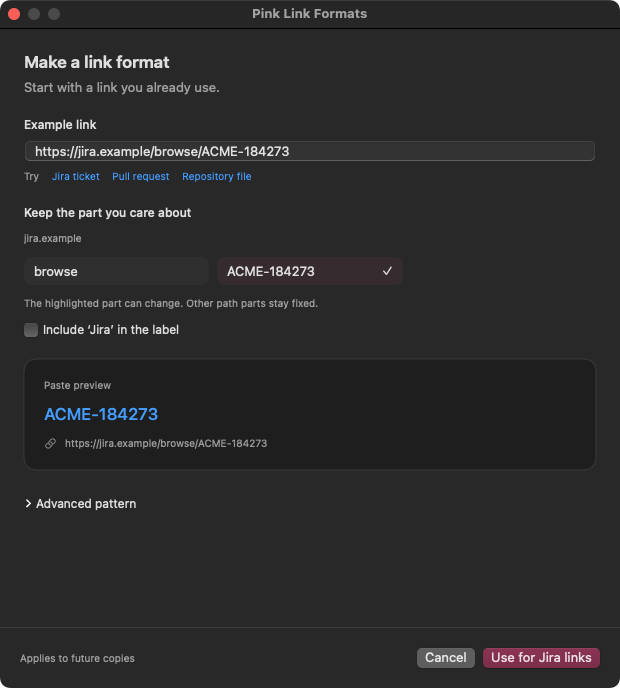 Pink Link Formats
Make a link format
Start with a link you already use.
Example link
https://jira.example/browse/ACME-184273
Try Jira ticket Pull request Repository file
Keep the part you care about
jira.example
browse ACME-184273
The highlighted part can change. Other path parts stay fixed.
Include ‘Jira’ in the label
Paste preview
ACME-184273
https://jira.example/browse/ACME-184273
Advanced pattern
Applies to future copies Cancel Use for Jira links